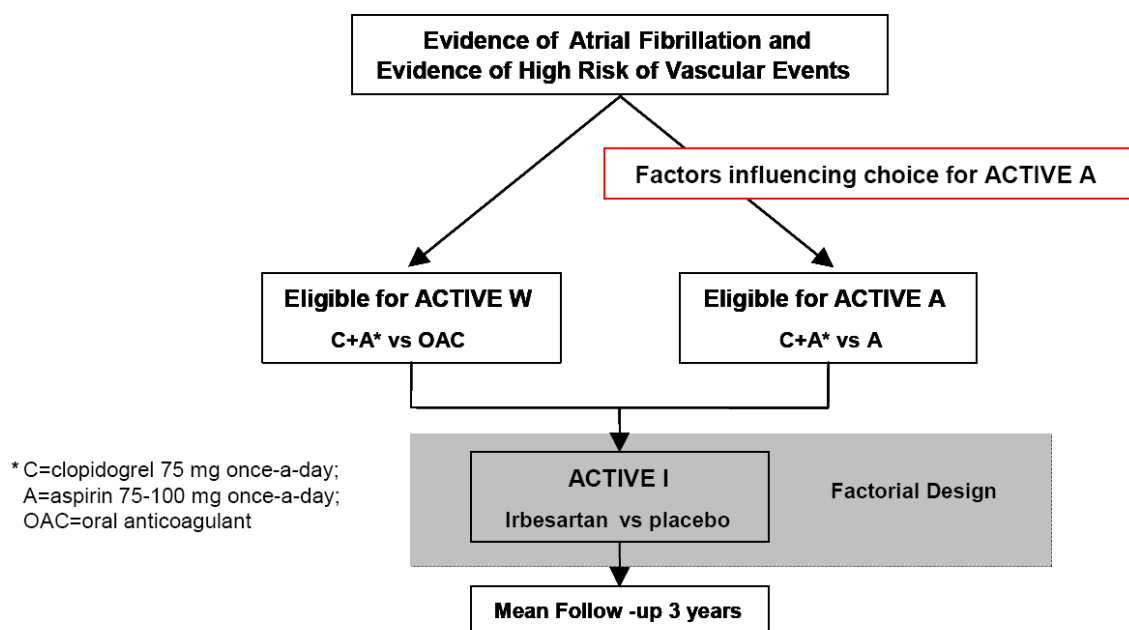 Evidence of Atrial Fibrillation and
Evidence of High Risk of Vascular Events
Factors influencing choice for ACTIVE A
Eligible for ACTIVE W
C+A* vs OAC
Eligible for ACTIVE A
C+A* vs A
* C=clopidogrel 75 mg once-a-day;
A=aspirin 75-100 mg once-a-day;
OAC=oral anticoagulant
ACTIVE I
Irbesartan vs placebo
Factorial Design
Mean Follow -up 3 years